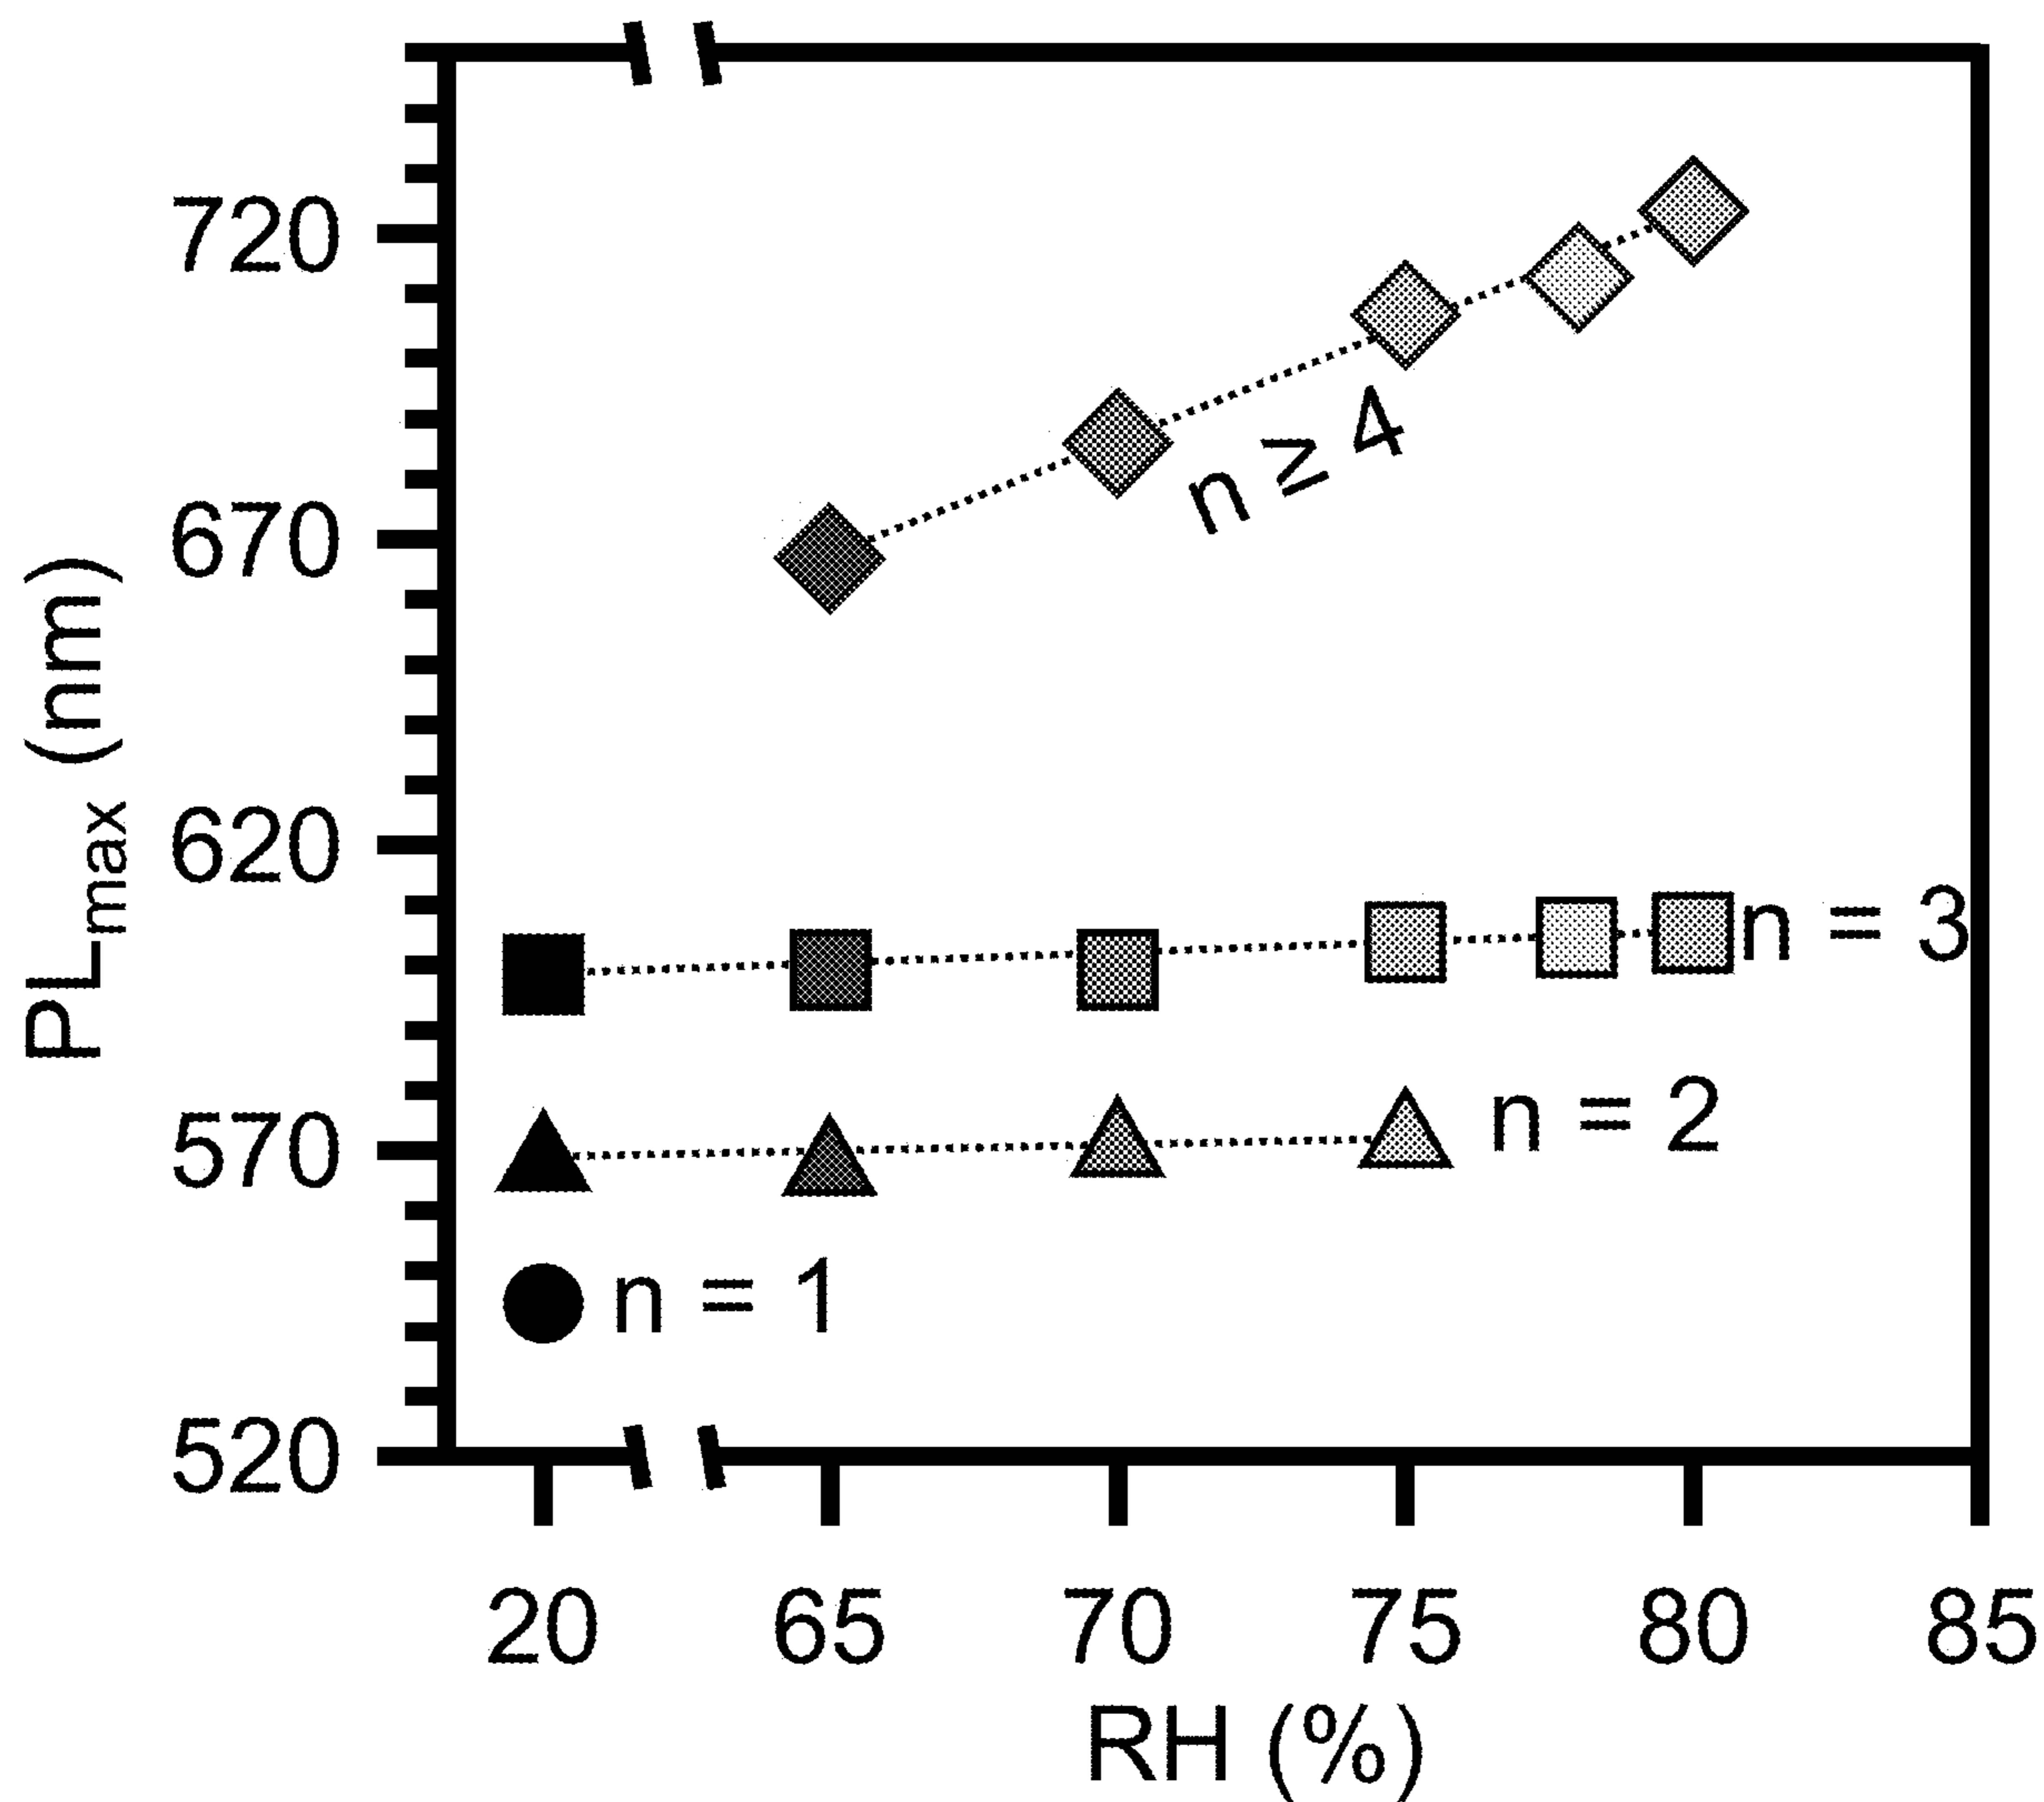 720
670
620
570
520
PLmax (nm)
n ≥ 4
n = 3
n = 2
n = 1
20 65 70 75 80 85
RH (%)